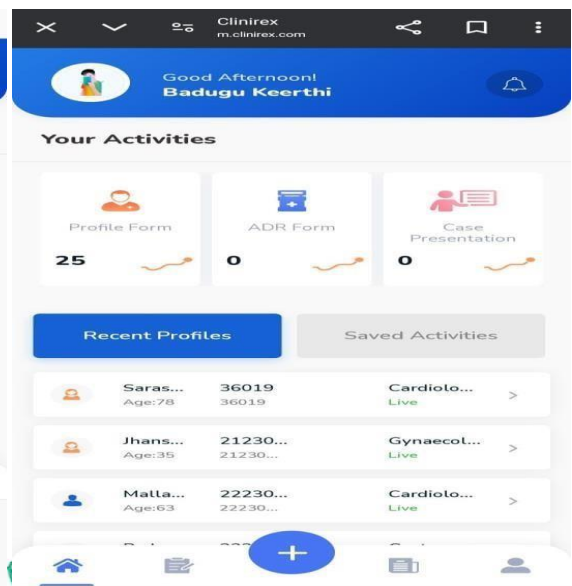 Clinirex
m.clinirex.com
Good Afternoon!
Badugu Keerthi
Your Activities
Profile Form
25
ADR Form
0
Case
Presentation
0
Recent Profiles
Saved Activities
Saras... 36019 Cardiolo...
Age:78 36019 Live
Jhans... 21230... Gynaecol...
Age:35 21230... Live
Malla... 22230... Cardiolo...
Age:63 22230... Live